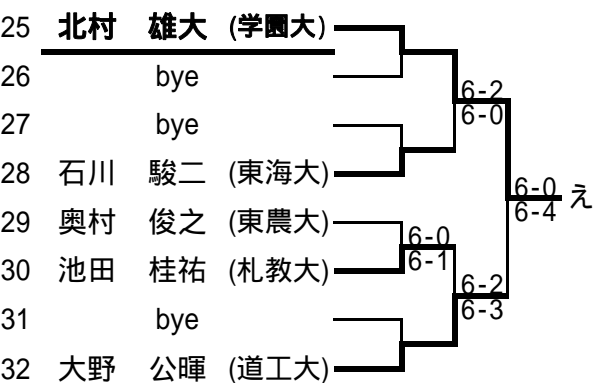 25 北村 雄大 (学園大)
26 bye
27 bye
28 石川 駿二 (東海大)
29 奥村 俊之 (東農大)
30 池田 桂祐 (札教大)
31 bye
32 大野 公暉 (道工大)
6-2
6-0
6-0
6-1
6-2
6-3
6-0
6-4
え